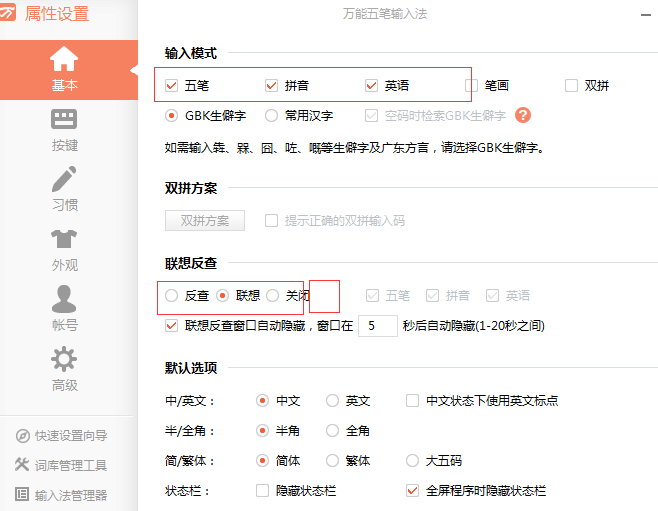 属性设置
万能五笔输入法
基本
按键
习惯
外观
帐号
高级
快速设置向导
词库管理工具
输入法管理器
输入模式
五笔 拼音 英语 笔画 双拼
GBK生僻字 常用汉字 空码时检索GBK生僻字 ?
如需输入犇、槑、囧、咗、嘅等生僻字及广东方言，请选择GBK生僻字。
双拼方案
双拼方案 提示正确的双拼输入码
联想反查
反查 联想 关闭 五笔 拼音 英语
联想反查窗口自动隐藏，窗口在 5 秒后自动隐藏(1-20秒之间)
默认选项
中/英文： 中文 英文 中文状态下使用英文标点
半/全角： 半角 全角
简/繁体： 简体 繁体 大五码
状态栏： 隐藏状态栏 全屏程序时隐藏状态栏